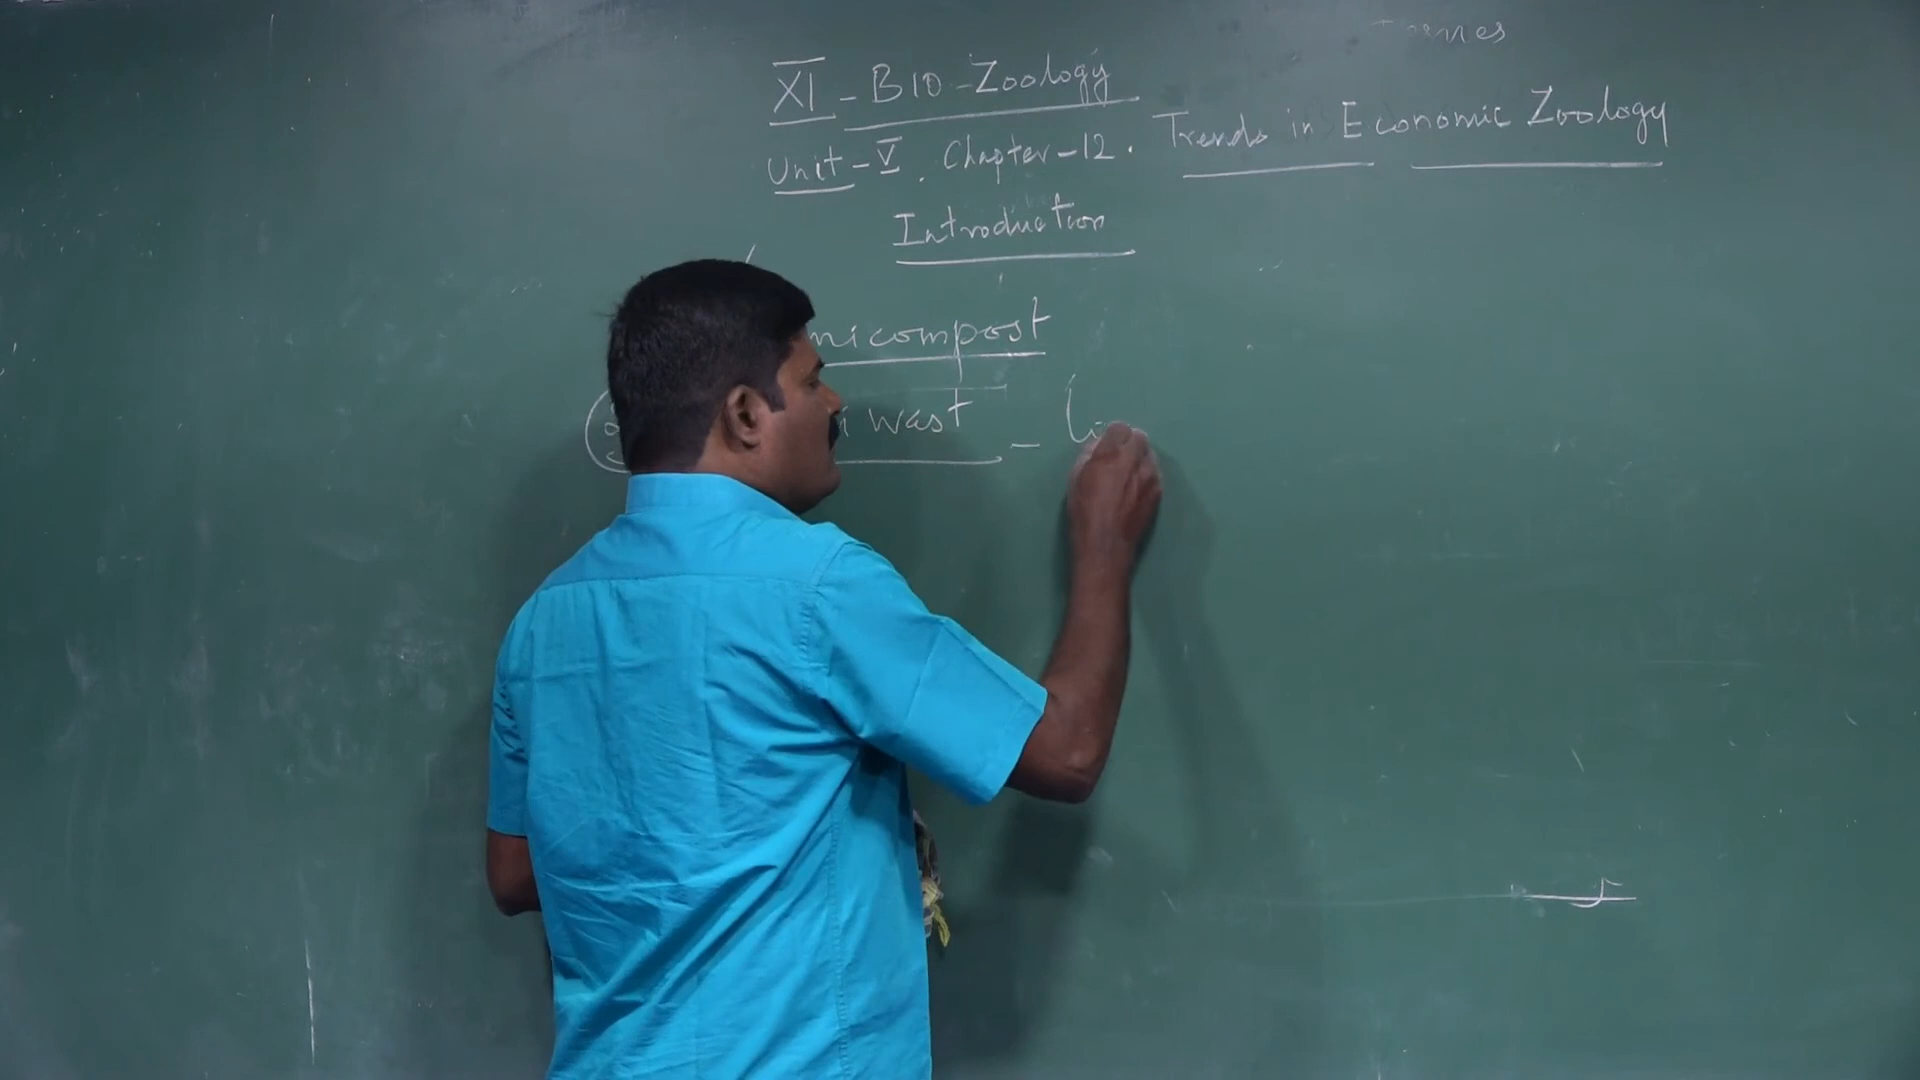 XI - BIO - Zoology
Unit - V. Chapter - 12. Trends in Economic Zoology
Introduction
micompost
wast -